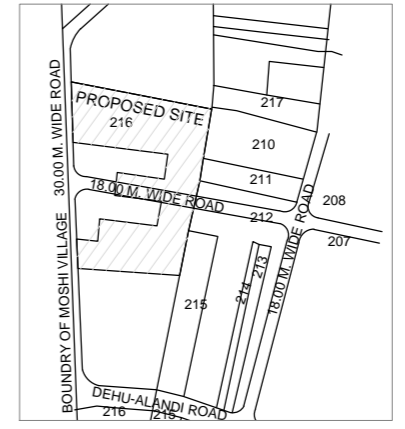 PROPOSED SITE
216
217
210
211
212
208
207
18.00 M. WIDE ROAD
18.00 M. WIDE ROAD
213
214
215
BOUNDRY OF MOSHI VILLAGE 30.00 M. WIDE ROAD
DEHU-ALANDI ROAD
216
215